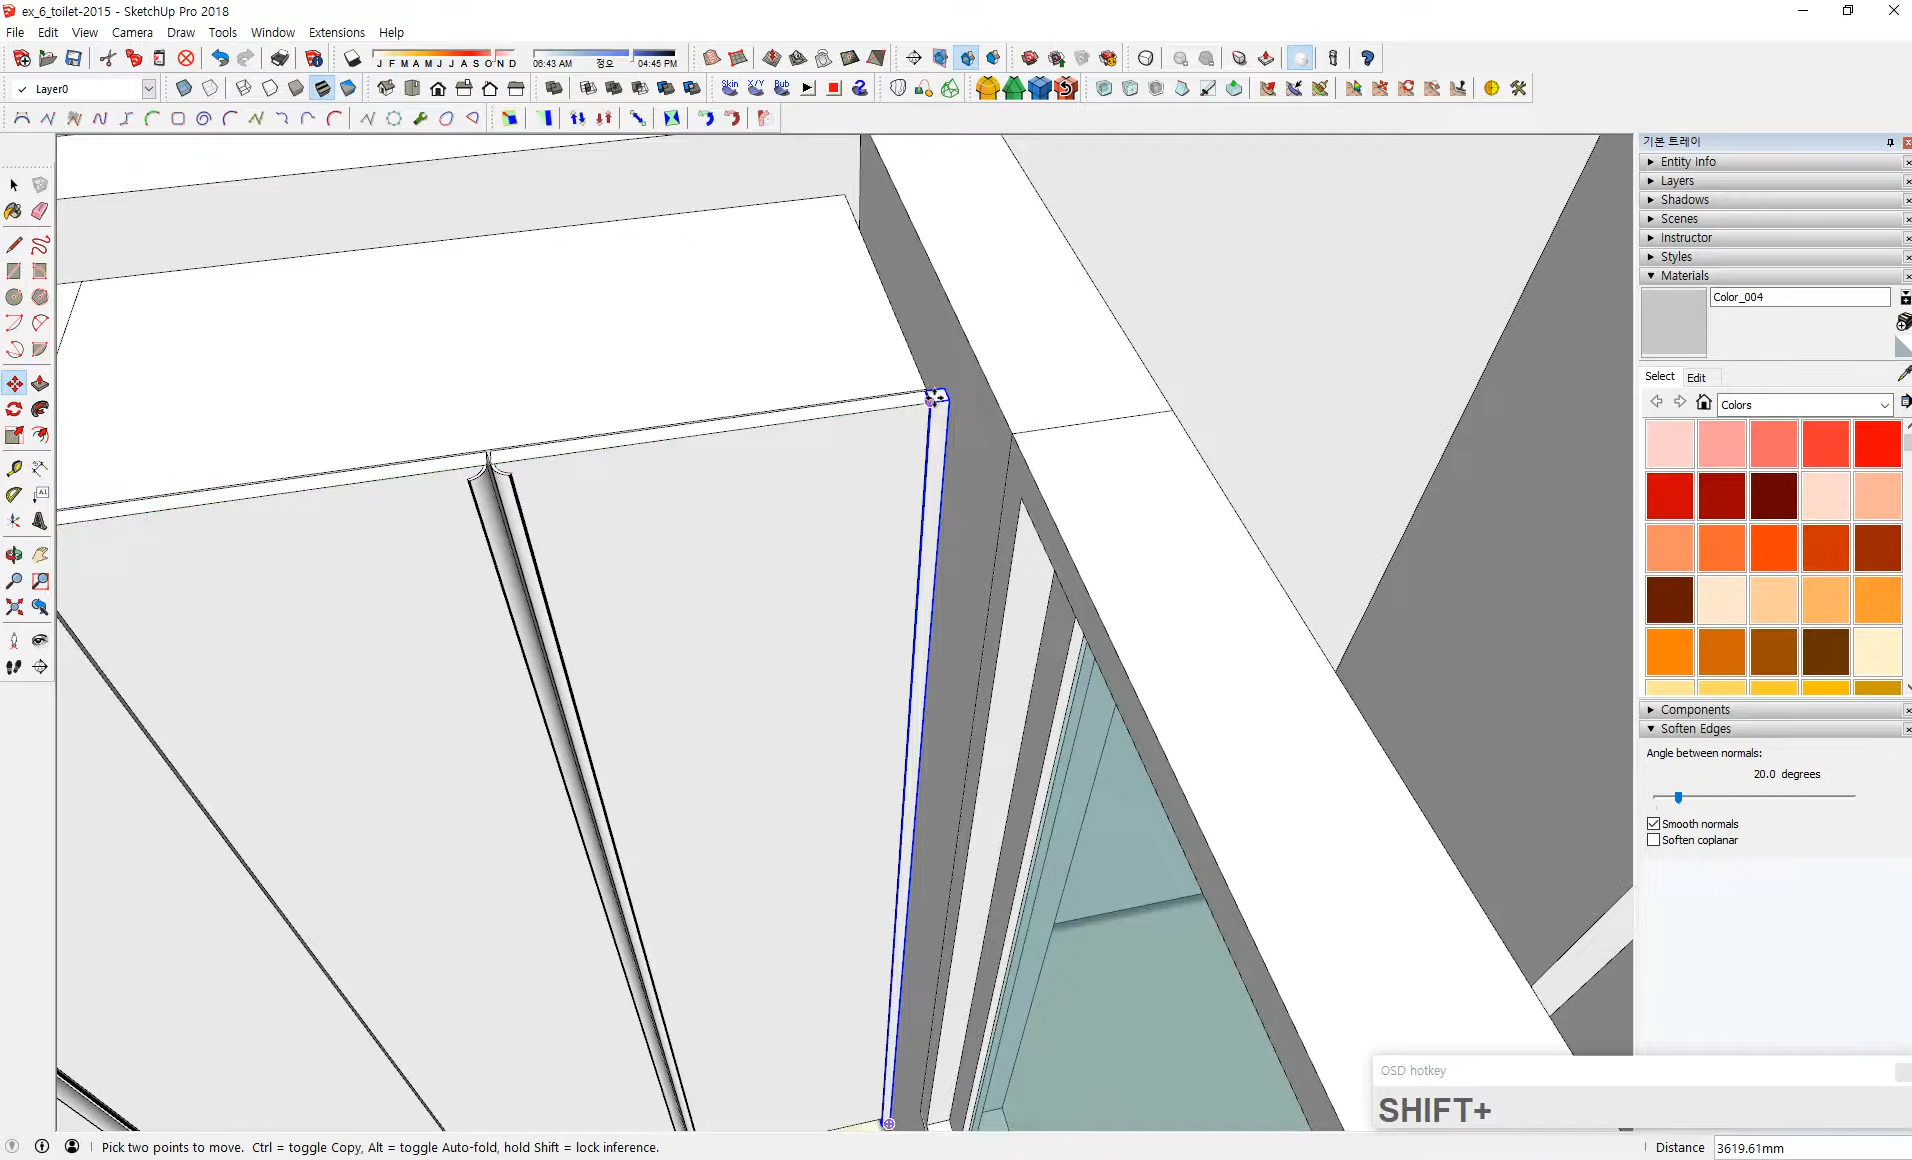 ex_6_toilet-2015 - SketchUp Pro 2018
File Edit View Camera Draw Tools Window Extensions Help
J F M A M J J A S O N D
06:43 AM 정오 04:45 PM
Layer0
Skin X/Y Bub
기본 트레이
Entity Info
Layers
Shadows
Scenes
Instructor
Styles
Materials
Color_004
Select Edit
Colors
Components
Soften Edges
Angle between normals:
20.0 degrees
Smooth normals
Soften coplanar
OSD hotkey
SHIFT+
Pick two points to move. Ctrl = toggle Copy, Alt = toggle Auto-fold, hold Shift = lock inference.
Distance 3619.61mm